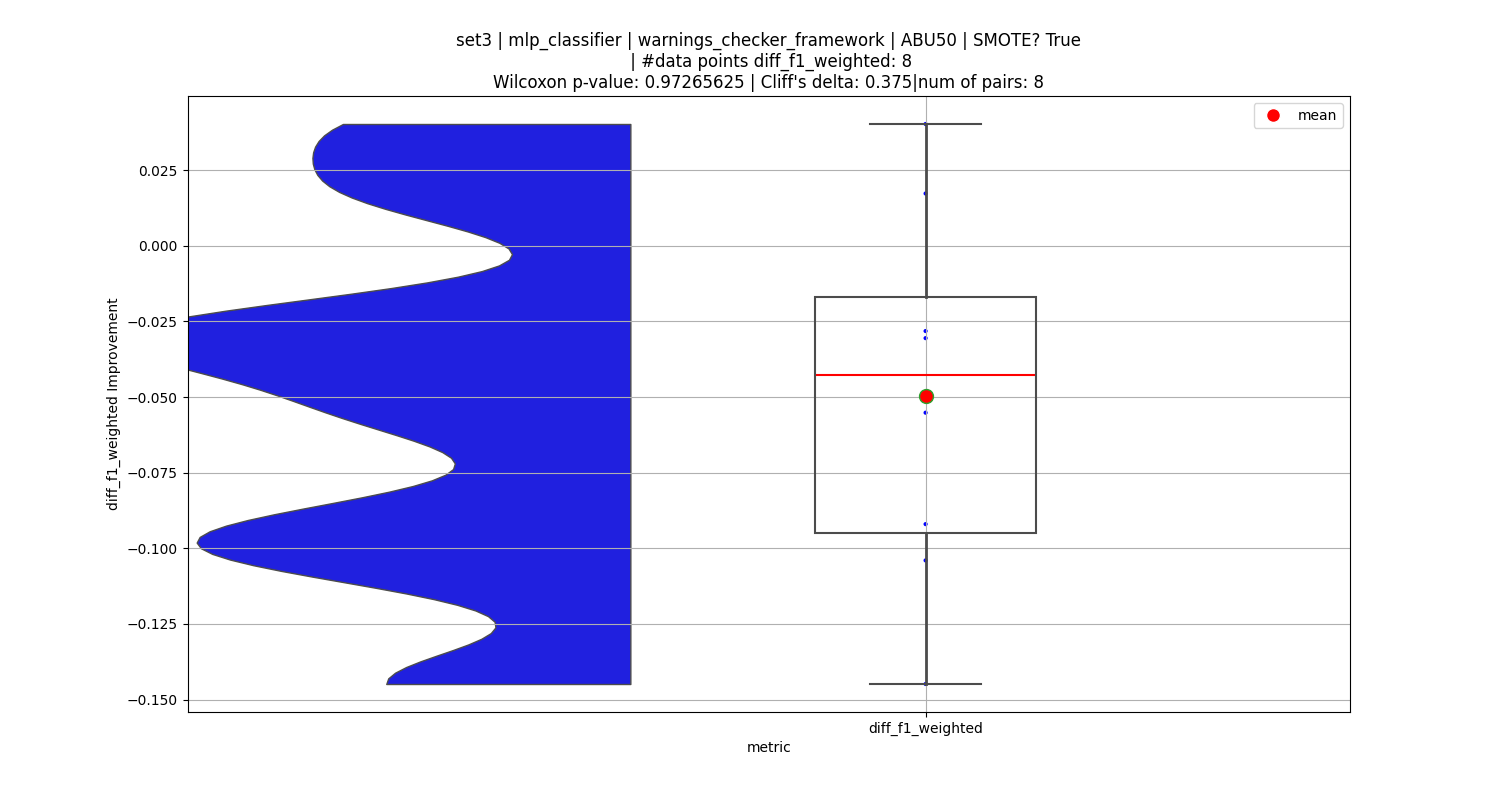 set3 | mlp_classifier | warnings_checker_framework | ABU50 | SMOTE? True
| #data points diff_f1_weighted: 8
Wilcoxon p-value: 0.97265625 | Cliff's delta: 0.375|num of pairs: 8
mean
0.025
0.000
−0.025
−0.050
−0.075
−0.100
−0.125
−0.150
diff_f1_weighted Improvement
diff_f1_weighted
metric